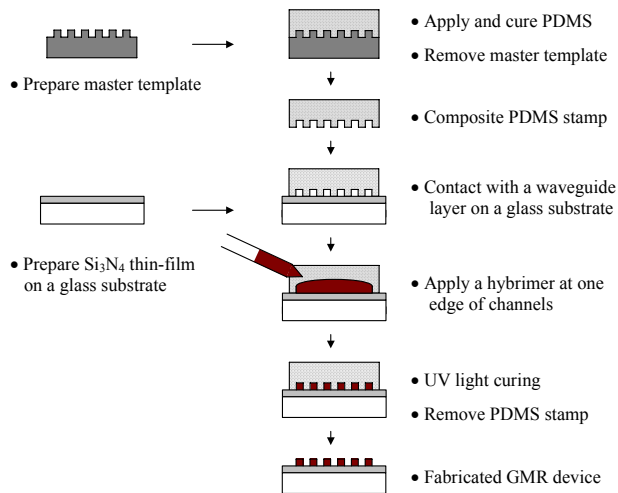 • Apply and cure PDMS
• Remove master template
• Prepare master template
• Composite PDMS stamp
• Contact with a waveguide
layer on a glass substrate
• Prepare Si₃N₄ thin-film
on a glass substrate
• Apply a hybrimer at one
edge of channels
• UV light curing
• Remove PDMS stamp
• Fabricated GMR device